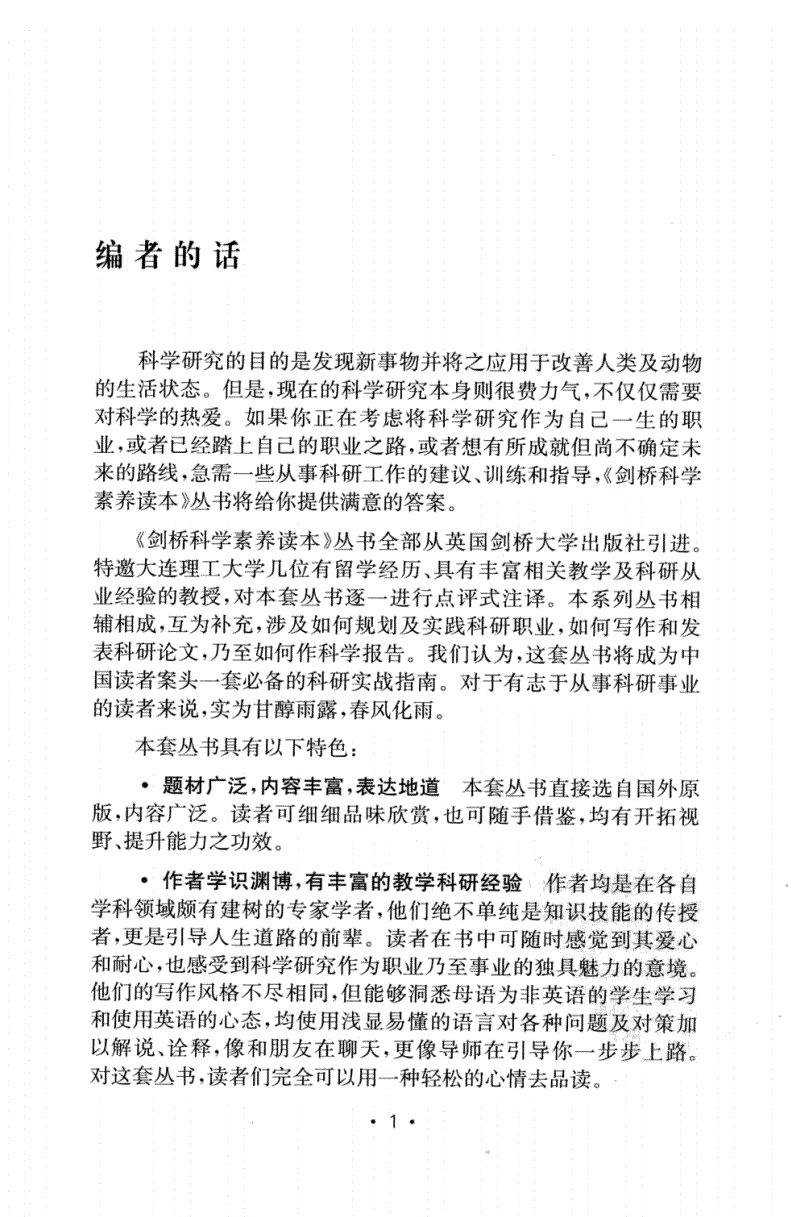 编者的话
科学研究的目的是发现新事物并将之应用于改善人类及动物
的生活状态。但是,现在的科学研究本身则很费力气,不仅仅需要
对科学的热爱。如果你正在考虑将科学研究作为自己一生的职
业,或者已经踏上自己的职业之路,或者想有所成就但尚不确定未
来的路线,急需一些从事科研工作的建议、训练和指导,《剑桥科学
素养读本》丛书将给你提供满意的答案。
《剑桥科学素养读本》丛书全部从英国剑桥大学出版社引进。
特邀大连理工大学几位有留学经历、具有丰富相关教学及科研从
业经验的教授,对本套丛书逐一进行点评式注译。本系列丛书相
辅相成,互为补充,涉及如何规划及实践科研职业,如何写作和发
表科研论文,乃至如何作科学报告。我们认为,这套丛书将成为中
国读者案头一套必备的科研实战指南。对于有志于从事科研事业
的读者来说,实为甘醇雨露,春风化雨。
本套丛书具有以下特色:
• 题材广泛,内容丰富,表达地道 本套丛书直接选自国外原
版,内容广泛。读者可细细品味欣赏,也可随手借鉴,均有开拓视
野、提升能力之功效。
• 作者学识渊博,有丰富的教学科研经验 作者均是在各自
学科领域颇有建树的专家学者,他们绝不单纯是知识技能的传授
者,更是引导人生道路的前辈。读者在书中可随时感觉到其爱心
和耐心,也感受到科学研究作为职业乃至事业的独具魅力的意境。
他们的写作风格不尽相同,但能够洞悉母语为非英语的学生学习
和使用英语的心态,均使用浅显易懂的语言对各种问题及对策加
以解说、诠释,像和朋友在聊天,更像导师在引导你一步步上路。
对这套丛书,读者们完全可以用一种轻松的心情去品读。
• 1 •